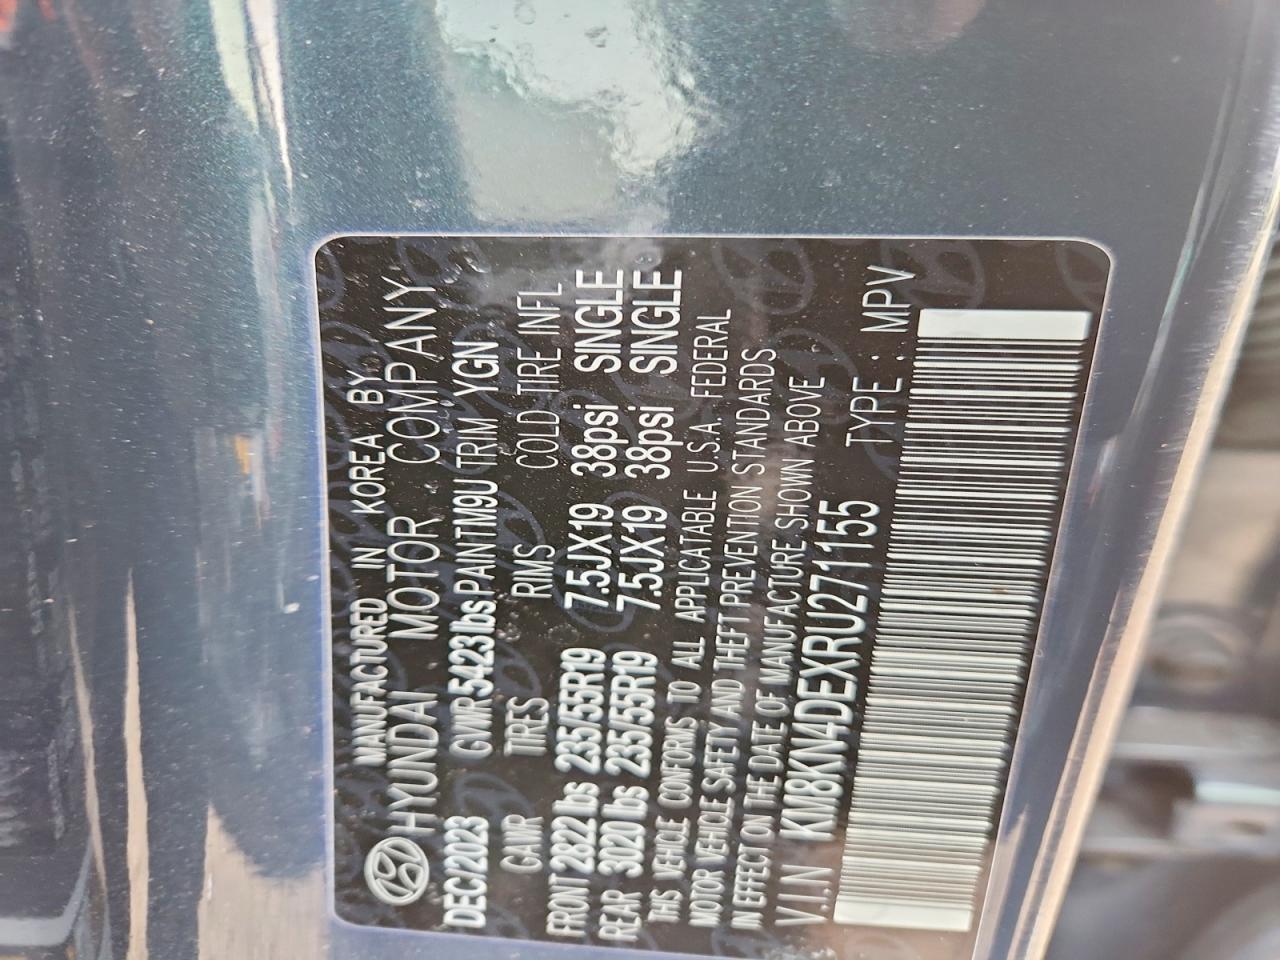 MANUFACTURED IN KOREA BY
HYUNDAI MOTOR COMPANY
DEC/2023 GVWR 5423 lbs PAINT M9U TRIM YGN
GAWR TIRES RIMS COLD TIRE INFL
FRONT 2822 lbs 235/55R19 7.5JX19 38psi SINGLE
REAR 3020 lbs 235/55R19 7.5JX19 38psi SINGLE
THIS VEHICLE CONFORMS TO ALL APPLICATABLE U.S.A. FEDERAL
MOTOR VEHICLE SAFETY AND THEFT PREVENTION STANDARDS
IN EFFECT ON THE DATE OF MANUFACTURE SHOWN ABOVE
V.I.N KM8KN4DEXRU271155 TYPE : MPV